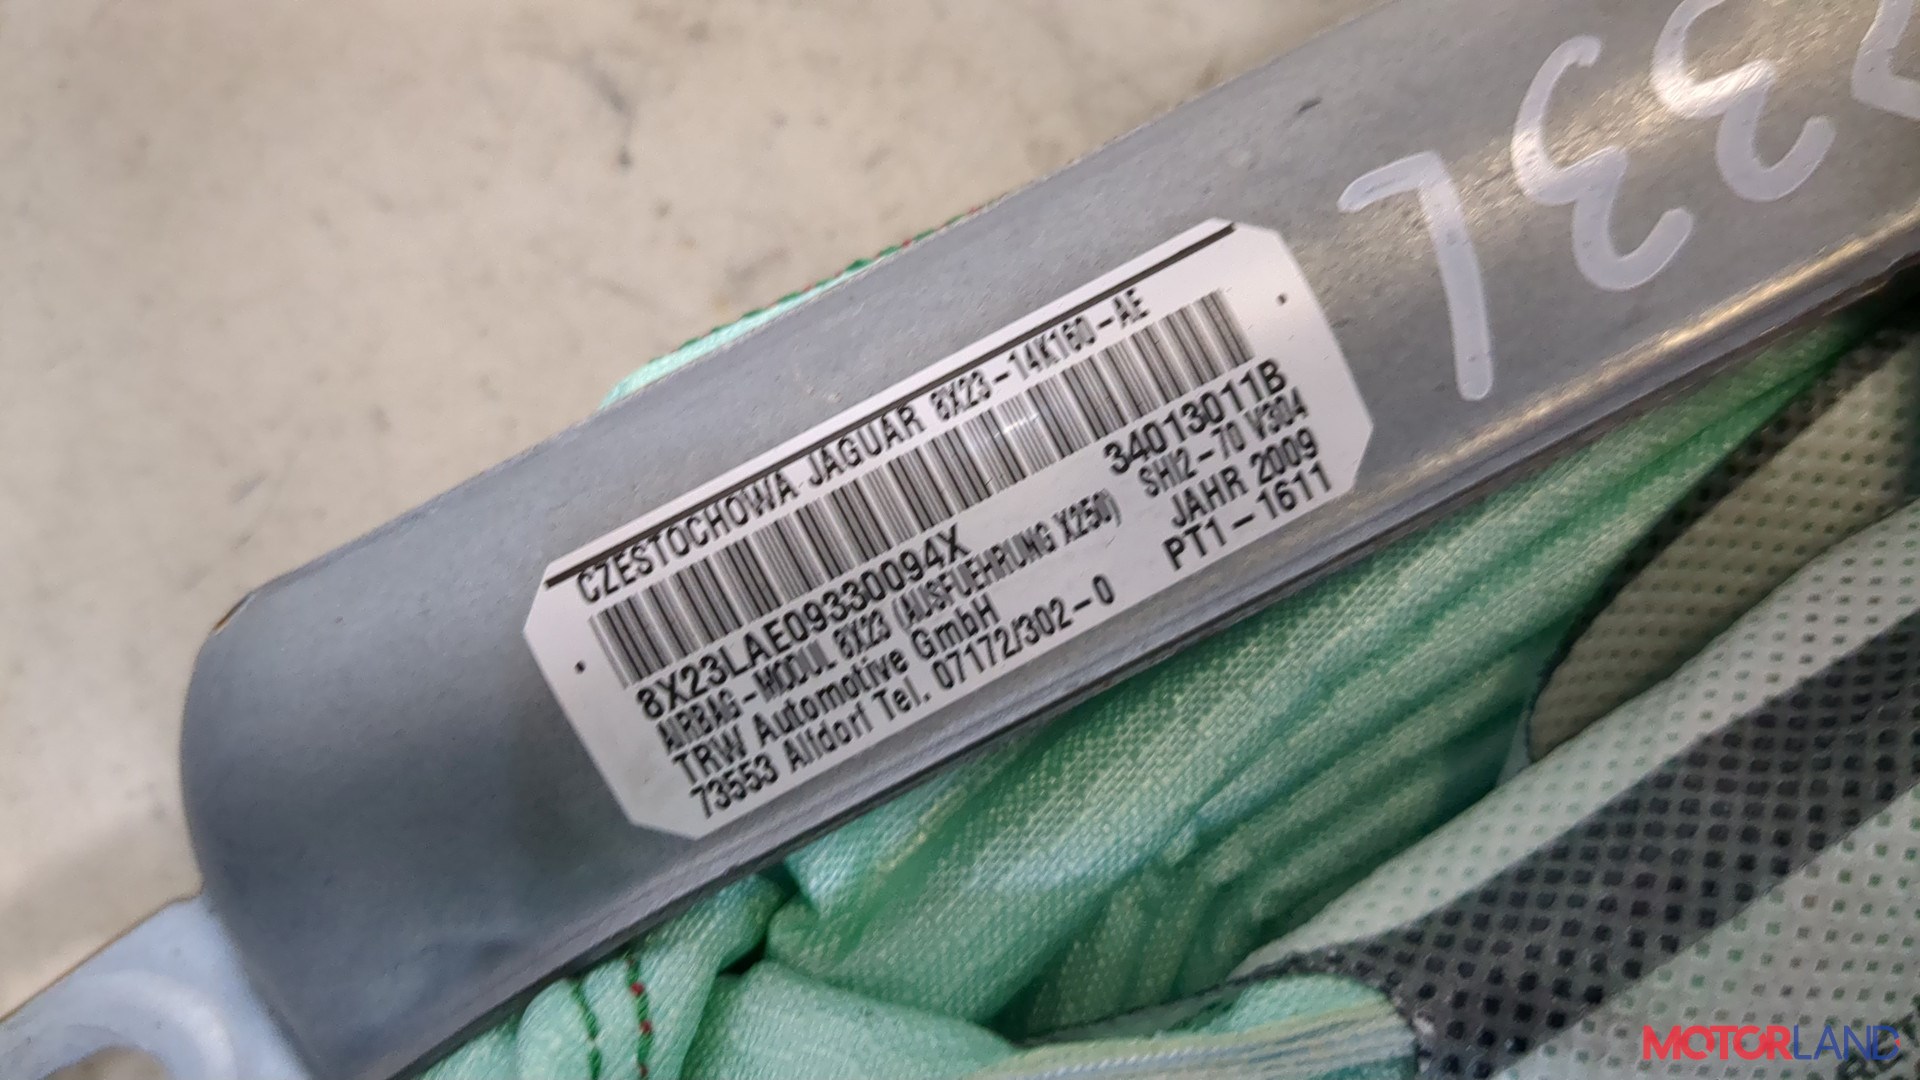 CZESTOCHOWA JAGUAR 8X23-14K160-AE
8X23LAE09330094X 34013011B
AIRBAG-MODUL 8X23 (AUSFUEHRUNG X250) SHI2-70 V304
TRW Automotive GmbH JAHR 2009
73553 Alfdorf Tel. 07172/302-0 PT1-1611
MOTORLAND